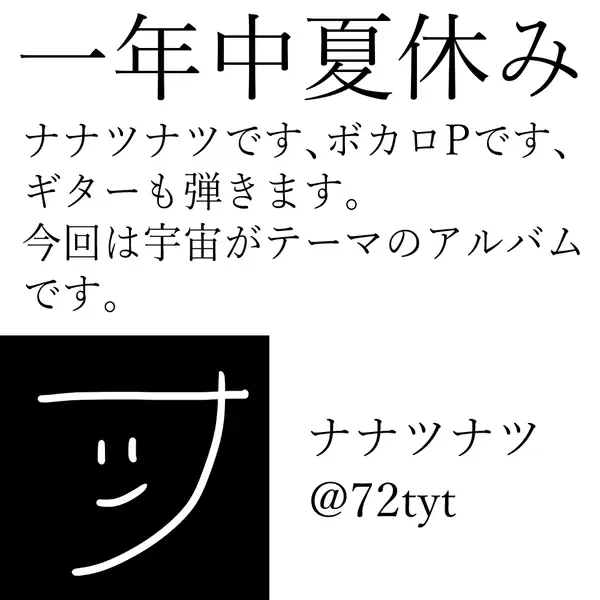 一年中夏休み
ナナツナツです、ボカロPです、
ギターも弾きます。
今回は宇宙がテーマのアルバム
です。
ナナツナツ
@72tyt